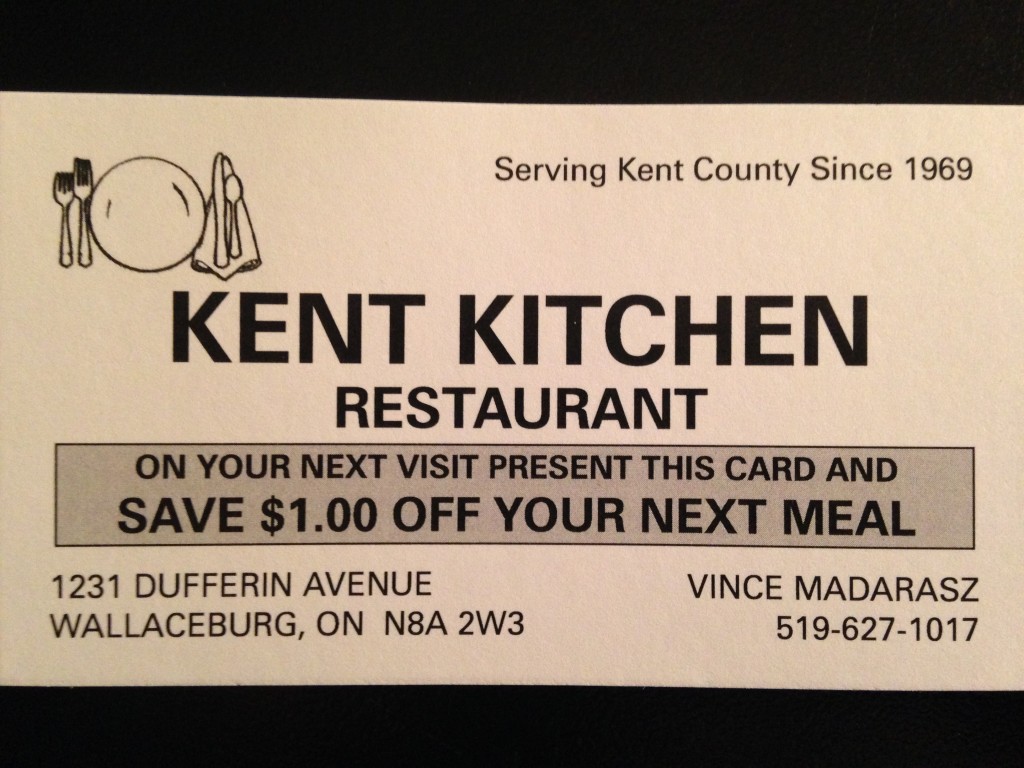 Serving Kent County Since 1969
KENT KITCHEN
RESTAURANT
ON YOUR NEXT VISIT PRESENT THIS CARD AND
SAVE $1.00 OFF YOUR NEXT MEAL
1231 DUFFERIN AVENUE
WALLACEBURG, ON N8A 2W3
VINCE MADARASZ
519-627-1017